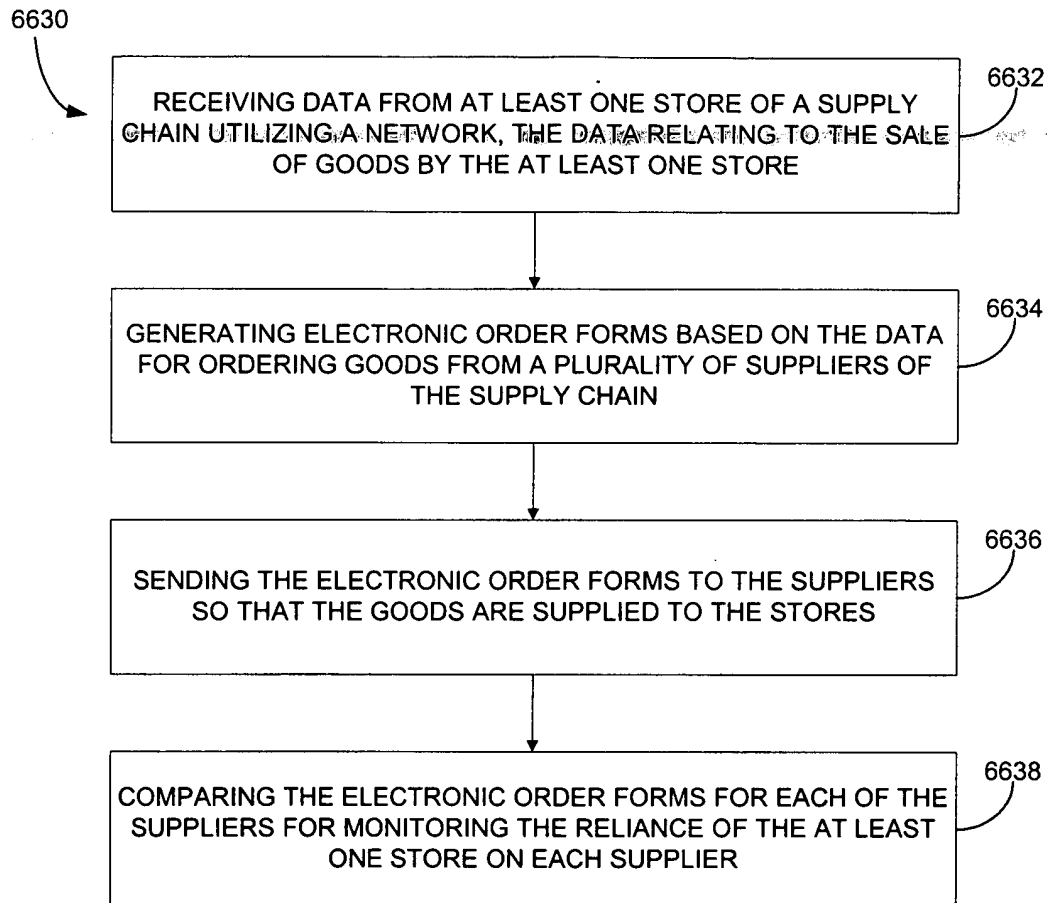 6630
6632
RECEIVING DATA FROM AT LEAST ONE STORE OF A SUPPLY
CHAIN UTILIZING A NETWORK, THE DATA RELATING TO THE SALE
OF GOODS BY THE AT LEAST ONE STORE
6634
GENERATING ELECTRONIC ORDER FORMS BASED ON THE DATA
FOR ORDERING GOODS FROM A PLURALITY OF SUPPLIERS OF
THE SUPPLY CHAIN
6636
SENDING THE ELECTRONIC ORDER FORMS TO THE SUPPLIERS
SO THAT THE GOODS ARE SUPPLIED TO THE STORES
6638
COMPARING THE ELECTRONIC ORDER FORMS FOR EACH OF THE
SUPPLIERS FOR MONITORING THE RELIANCE OF THE AT LEAST
ONE STORE ON EACH SUPPLIER